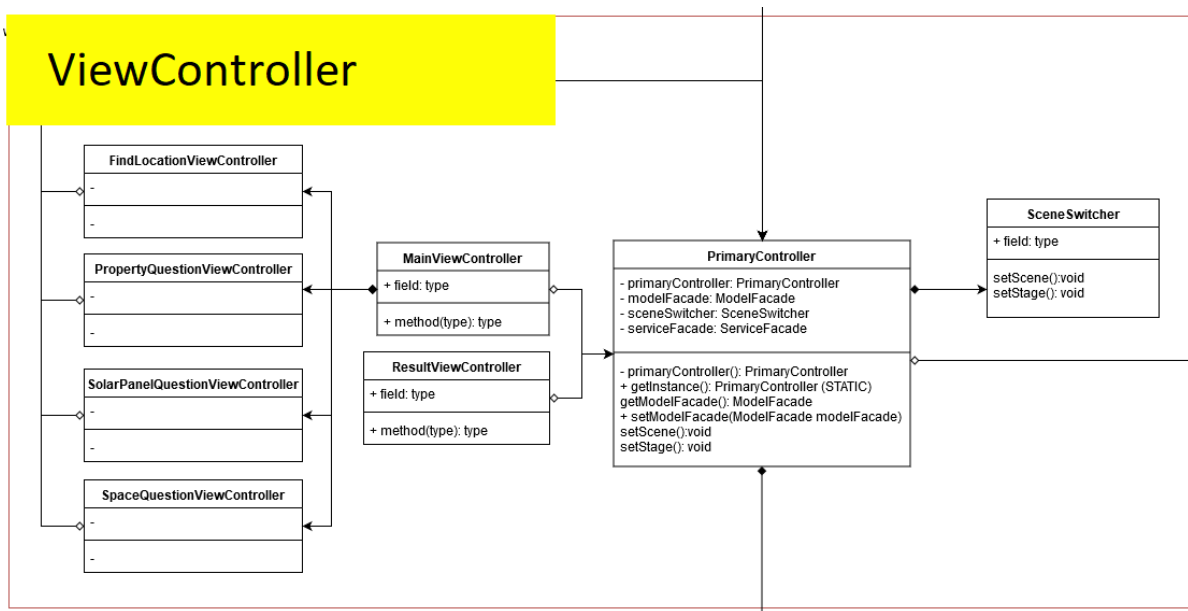 ViewController
FindLocationViewController
-
-
PropertyQuestionViewController
-
-
SolarPanelQuestionViewController
-
-
SpaceQuestionViewController
-
-
MainViewController
+ field: type
+ method(type): type
ResultViewController
+ field: type
+ method(type): type
PrimaryController
- primaryController: PrimaryController
- modelFacade: ModelFacade
- sceneSwitcher: SceneSwitcher
- serviceFacade: ServiceFacade
- primaryController(): PrimaryController
+ getInstance(): PrimaryController (STATIC)
getModelFacade(): ModelFacade
+ setModelFacade(ModelFacade modelFacade)
setScene():void
setStage(): void
SceneSwitcher
+ field: type
setScene():void
setStage(): void